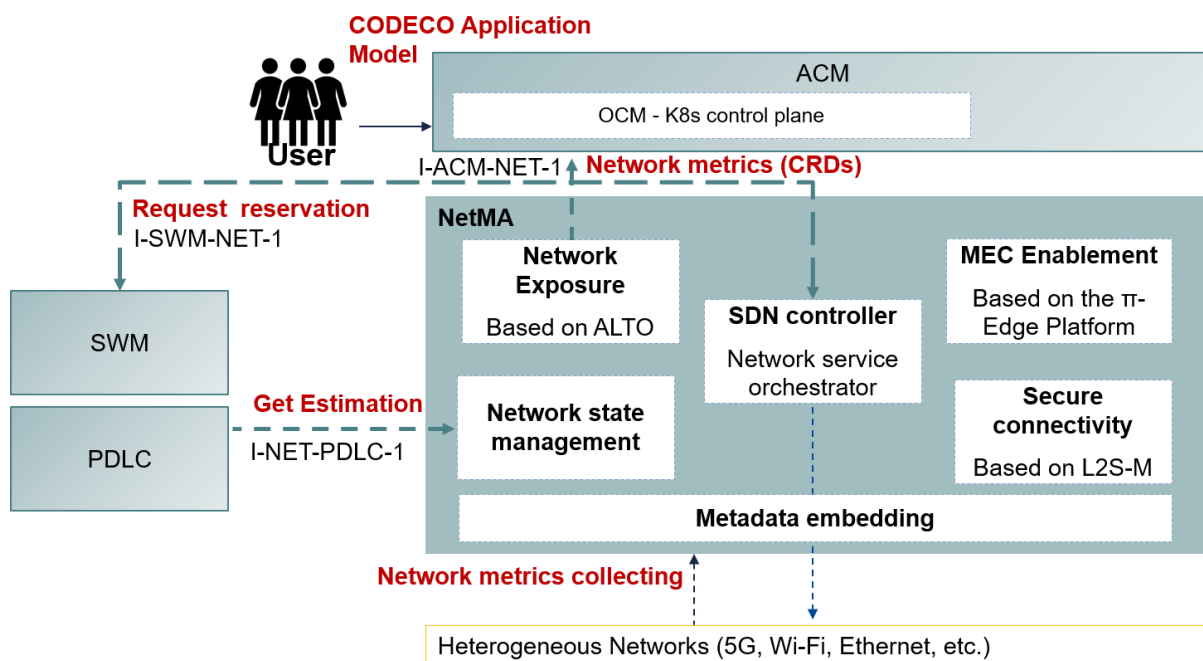 CODECO Application
Model
ACM
OCM - K8s control plane
User
I-ACM-NET-1
Network metrics (CRDs)
Request reservation
I-SWM-NET-1
NetMA
Network
Exposure
Based on ALTO
MEC Enablement
Based on the π-
Edge Platform
SDN controller
Network service
orchestrator
SWM
Get Estimation
I-NET-PDLC-1
PDLC
Network state
management
Secure
connectivity
Based on L2S-M
Metadata embedding
Network metrics collecting
Heterogeneous Networks (5G, Wi-Fi, Ethernet, etc.)